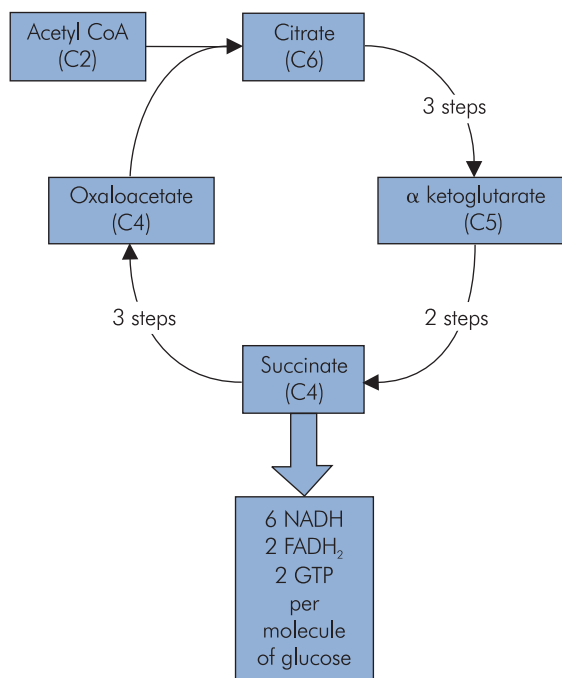 Acetyl CoA
(C2)
Citrate
(C6)
3 steps
Oxaloacetate
(C4)
α ketoglutarate
(C5)
3 steps
2 steps
Succinate
(C4)
6 NADH
2 FADH₂
2 GTP
per
molecule
of glucose